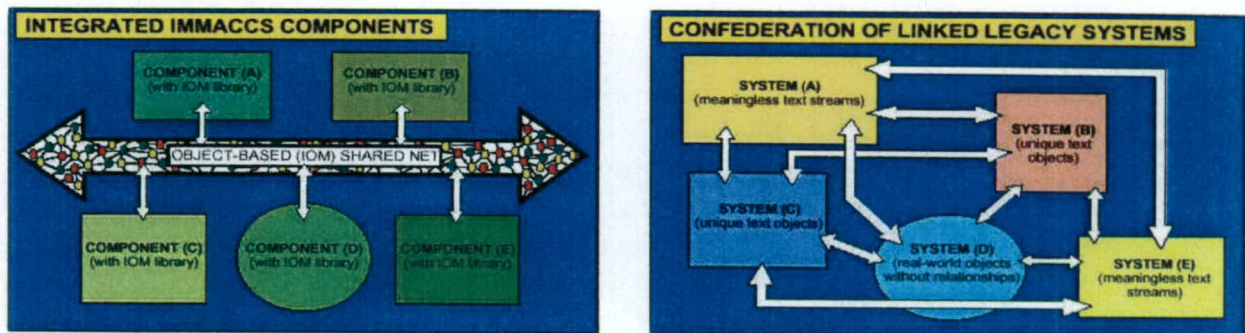 INTEGRATED IMMACCS COMPONENTS
COMPONENT (A)
(with IOM library)
COMPONENT (B)
(with IOM library)
OBJECT-BASED (IOM) SHARED NET
COMPONENT (C)
(with IOM library)
COMPONENT (D)
(with IOM library)
COMPONENT (E)
(with IOM library)
CONFEDERATION OF LINKED LEGACY SYSTEMS
SYSTEM (A)
(meaningless text streams)
SYSTEM (B)
(unique text
objects)
SYSTEM (C)
(unique text objects)
SYSTEM (D)
(real-world objects
without relationships)
SYSTEM (E)
(meaningless text
streams)